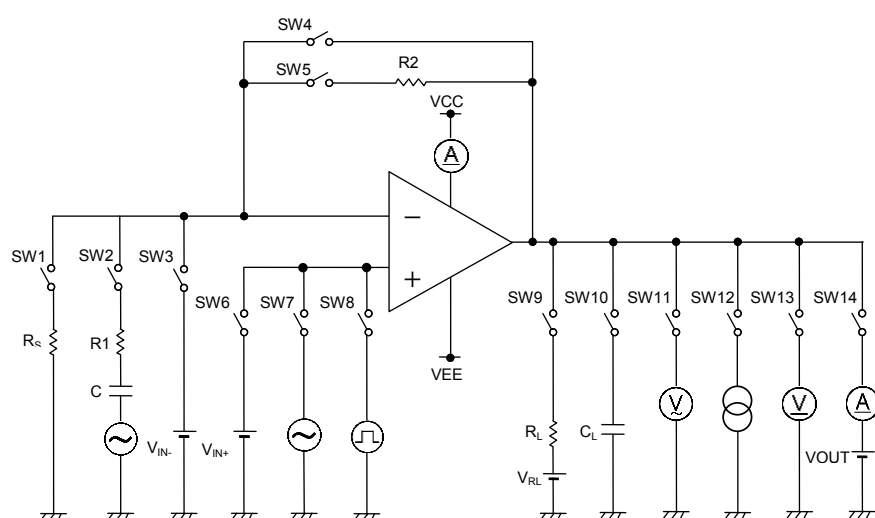 SW4
SW5
R2
VCC
A
SW1
SW2
SW3
−
+
SW6
SW7
SW8
SW9
SW10
SW11
SW12
SW13
SW14
RS
R1
C
VEE
VIN-
VIN+
RL
CL
V
V
A
VRL
VOUT